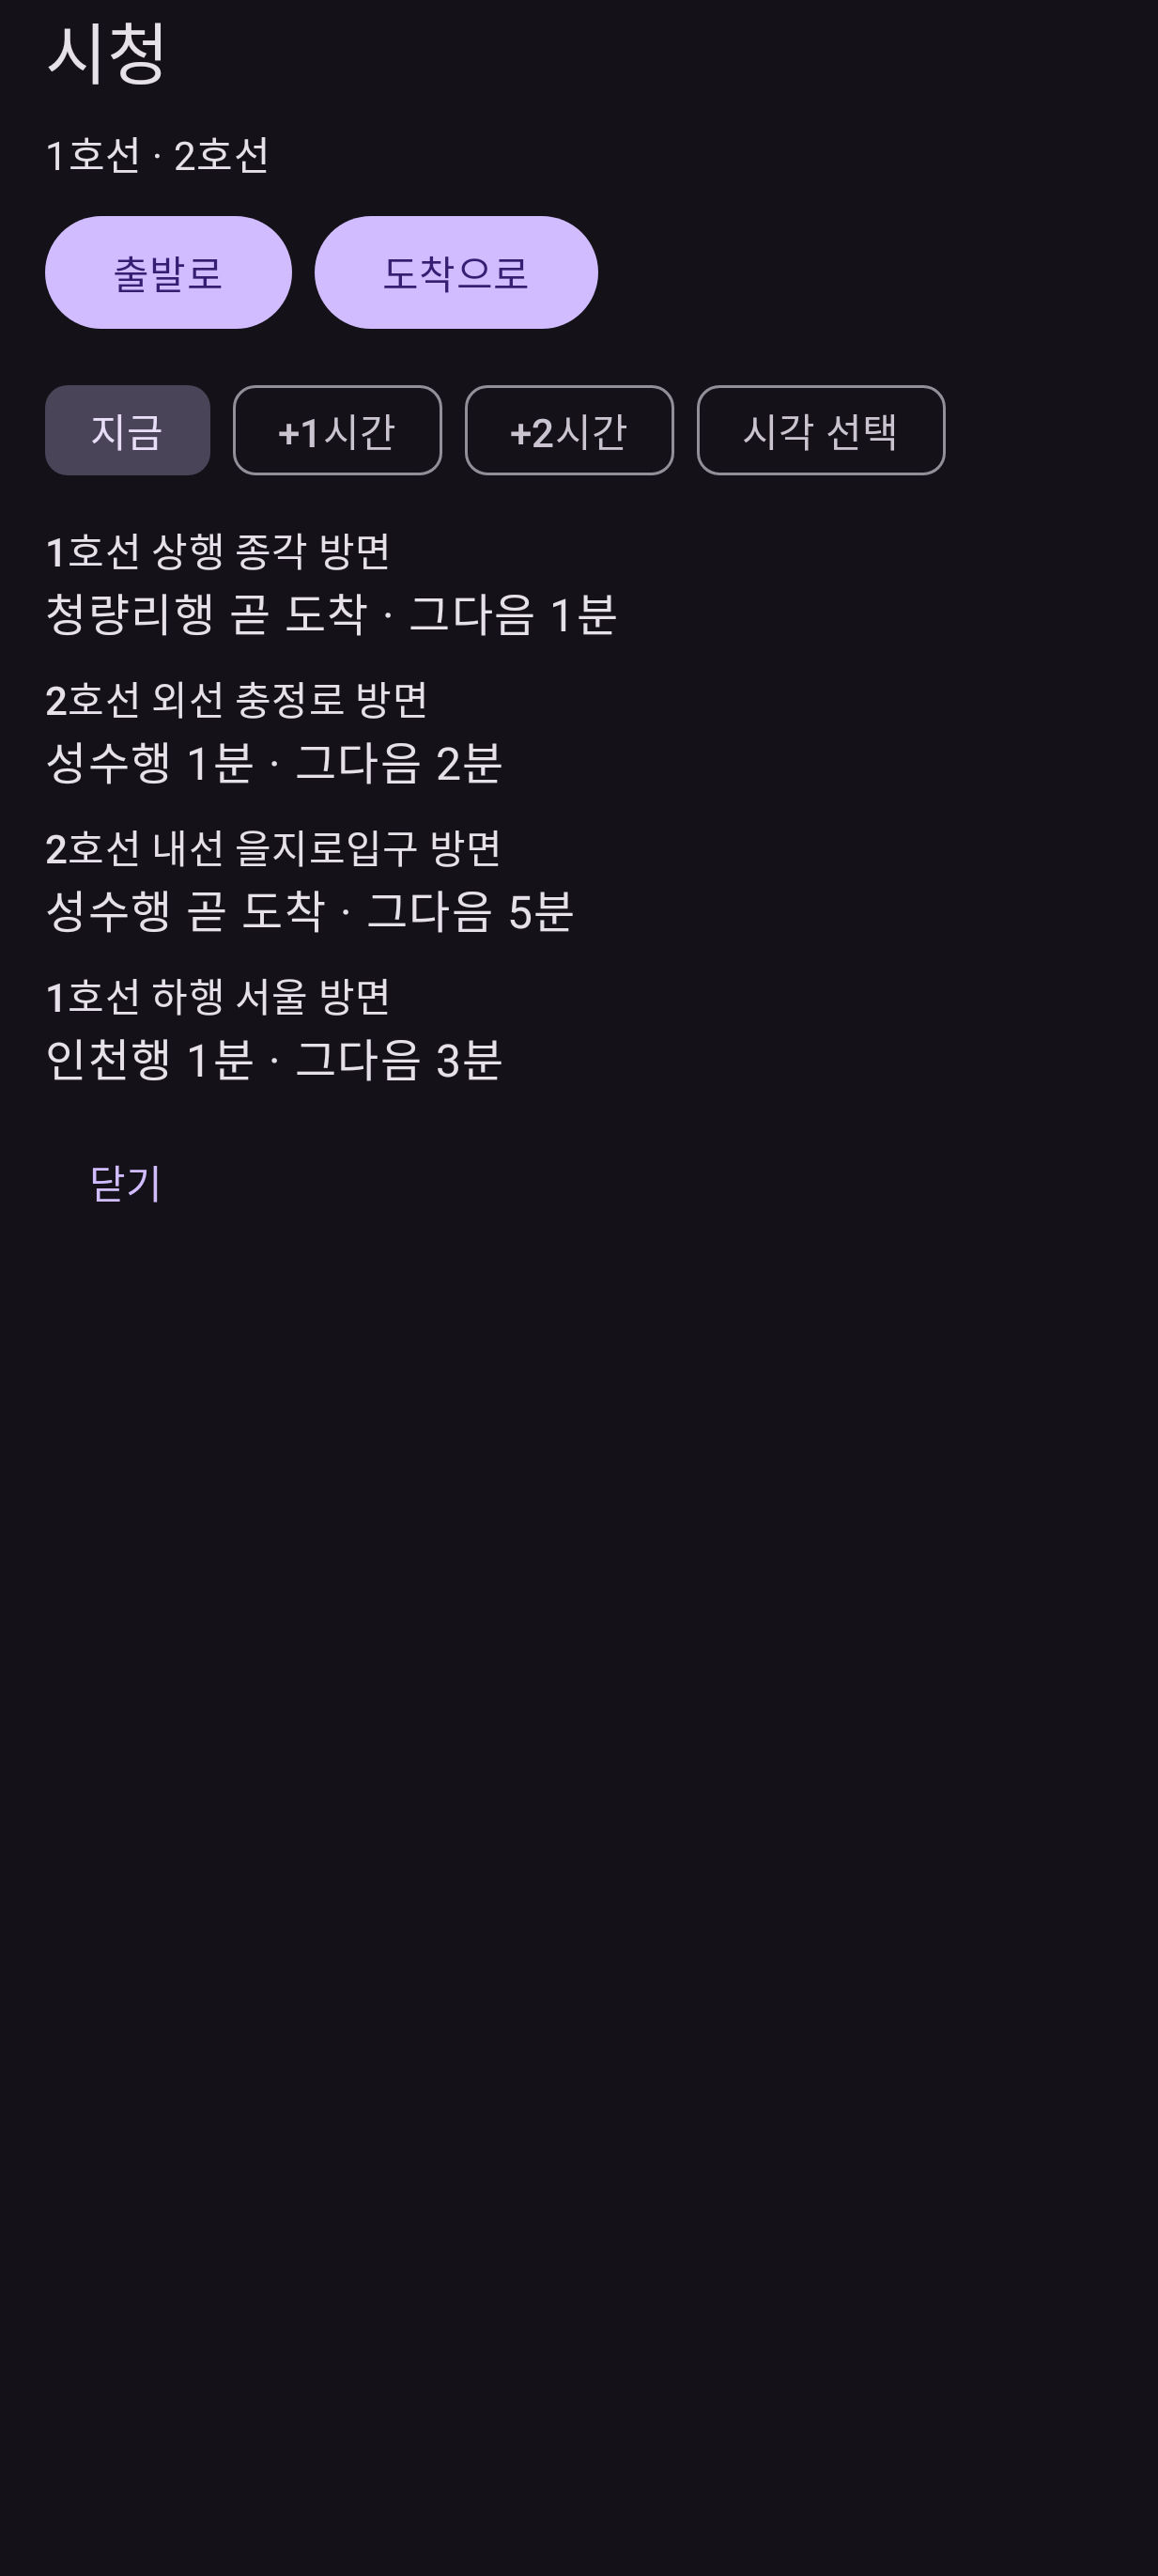 시청
1호선 · 2호선
출발로 도착으로
지금 +1시간 +2시간 시각 선택
1호선 상행 종각 방면
청량리행 곧 도착 · 그다음 1분
2호선 외선 충정로 방면
성수행 1분 · 그다음 2분
2호선 내선 을지로입구 방면
성수행 곧 도착 · 그다음 5분
1호선 하행 서울 방면
인천행 1분 · 그다음 3분
닫기